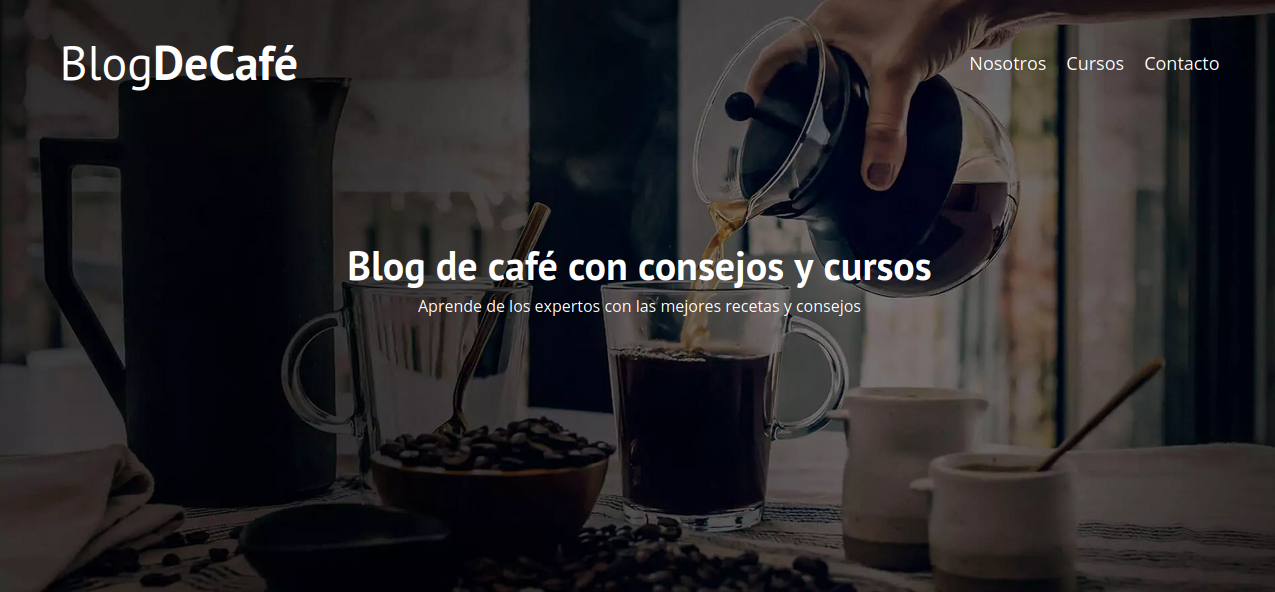 BlogDeCafé
Nosotros Cursos Contacto
Blog de café con consejos y cursos
Aprende de los expertos con las mejores recetas y consejos